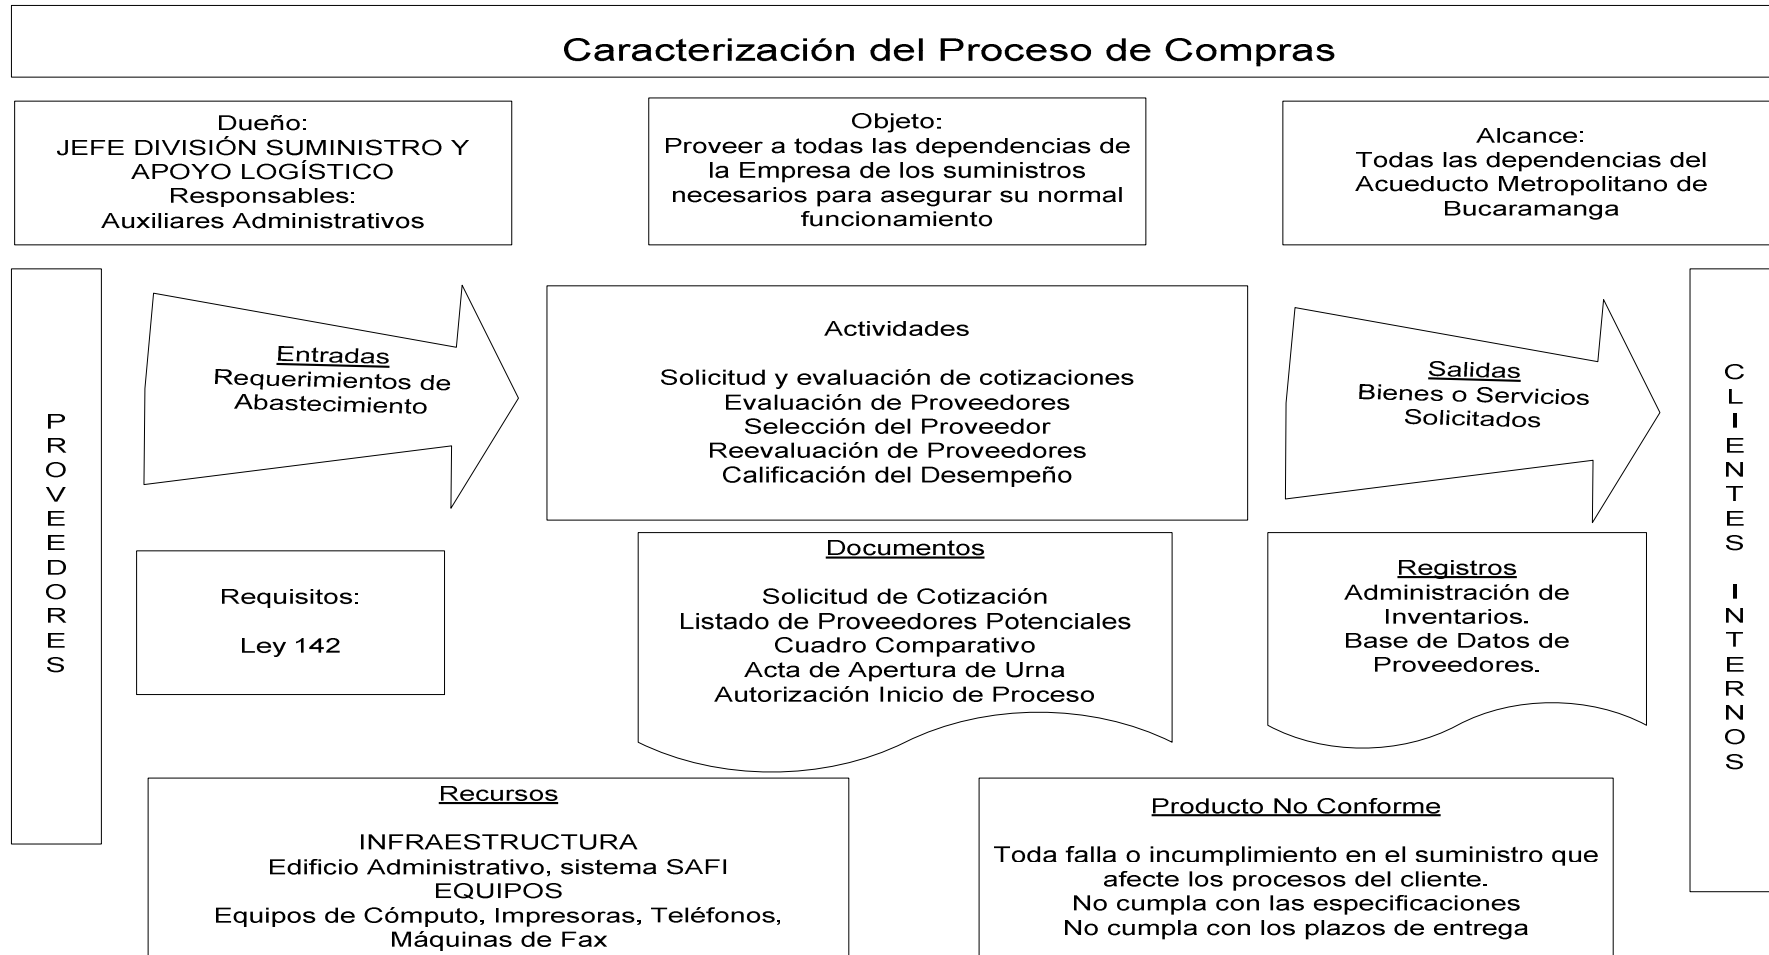 Caracterización del Proceso de Compras
Dueño:
JEFE DIVISIÓN SUMINISTRO Y
APOYO LOGÍSTICO
Responsables:
Auxiliares Administrativos
Objeto:
Proveer a todas las dependencias de
la Empresa de los suministros
necesarios para asegurar su normal
funcionamiento
Alcance:
Todas las dependencias del
Acueducto Metropolitano de
Bucaramanga
PROVEEDORES
Entradas
Requerimientos de
Abastecimiento
Actividades
Solicitud y evaluación de cotizaciones
Evaluación de Proveedores
Selección del Proveedor
Reevaluación de Proveedores
Calificación del Desempeño
Salidas
Bienes o Servicios
Solicitados
CLIENTES INTERNOS
Requisitos:
Ley 142
Documentos
Solicitud de Cotización
Listado de Proveedores Potenciales
Cuadro Comparativo
Acta de Apertura de Urna
Autorización Inicio de Proceso
Registros
Administración de
Inventarios.
Base de Datos de
Proveedores.
Recursos
INFRAESTRUCTURA
Edificio Administrativo, sistema SAFI
EQUIPOS
Equipos de Cómputo, Impresoras, Teléfonos,
Máquinas de Fax
Producto No Conforme
Toda falla o incumplimiento en el suministro que
afecte los procesos del cliente.
No cumpla con las especificaciones
No cumpla con los plazos de entrega